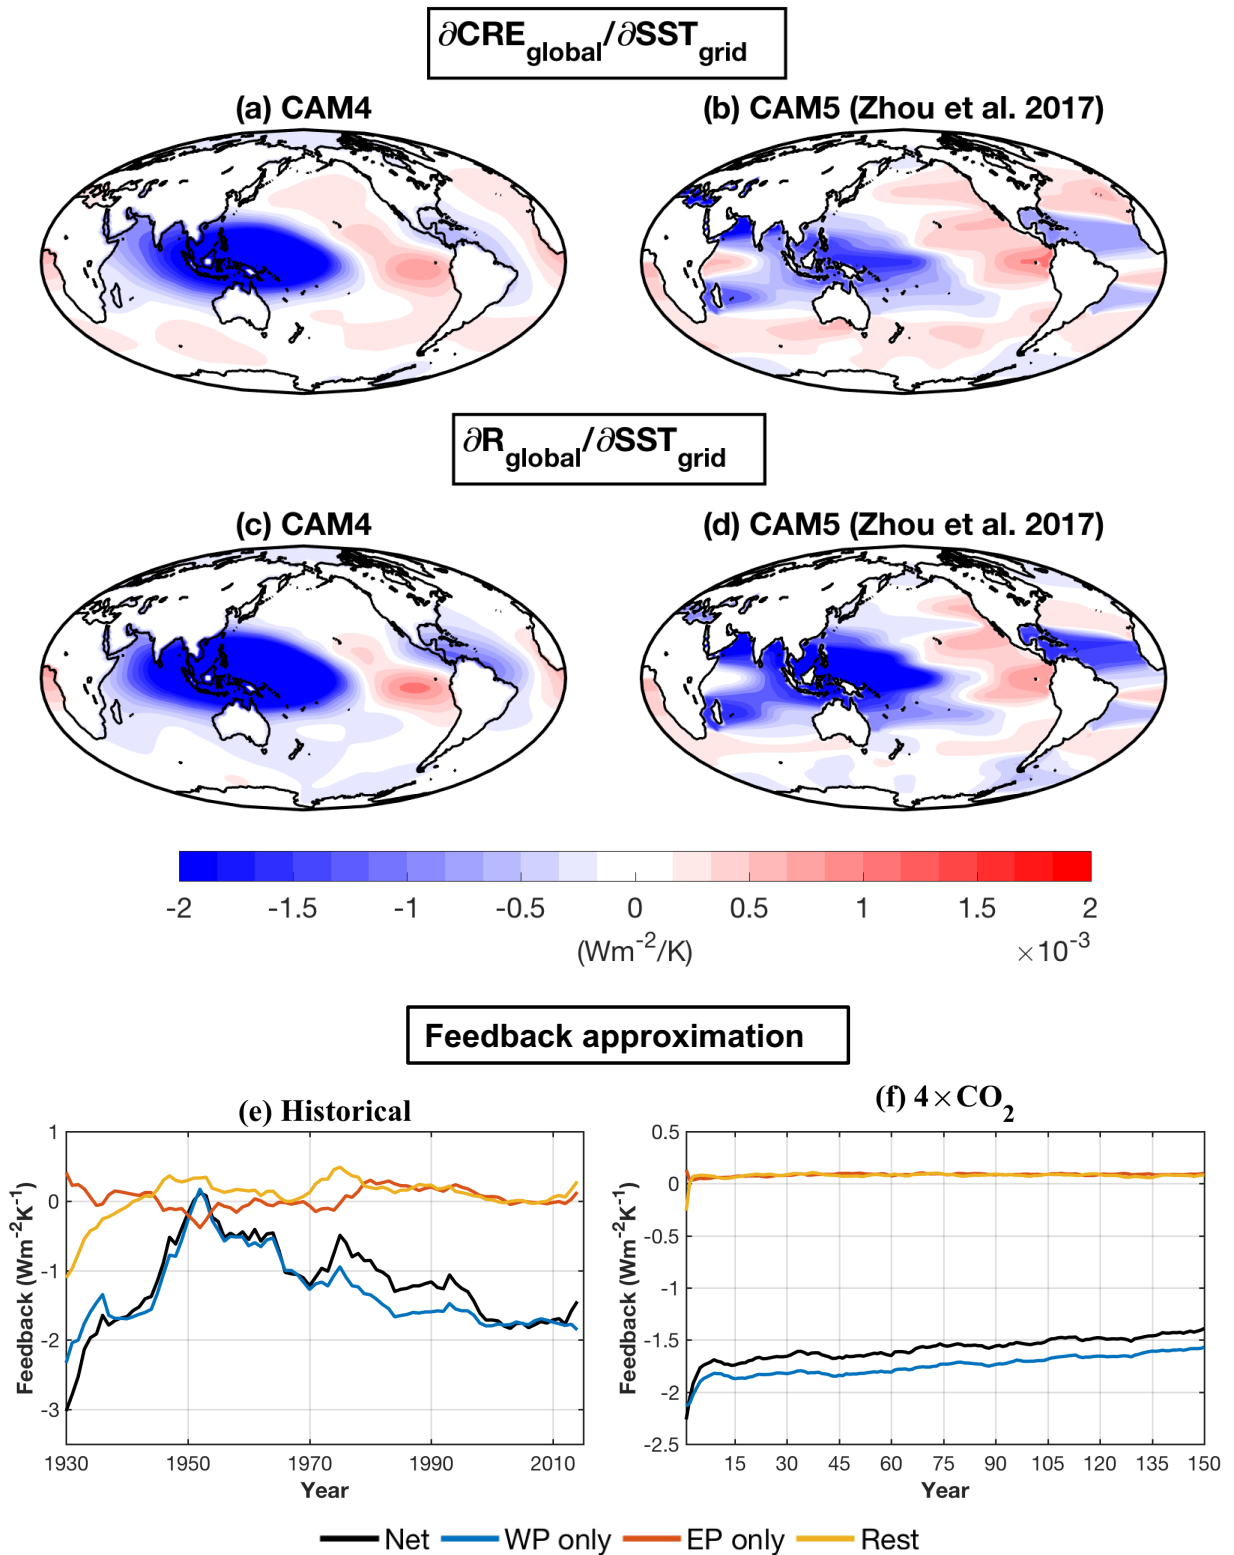 ∂CRE_global/∂SST_grid
(a) CAM4
(b) CAM5 (Zhou et al. 2017)
∂R_global/∂SST_grid
(c) CAM4
(d) CAM5 (Zhou et al. 2017)
-2 -1.5 -1 -0.5 0 0.5 1 1.5 2
(Wm⁻²/K) ×10⁻³
Feedback approximation
(e) Historical
1
0
-1
-2
-3
Feedback (Wm⁻²K⁻¹)
1930 1950 1970 1990 2010
Year
(f) 4×CO₂
0.5
0
-0.5
-1
-1.5
-2
-2.5
Feedback (Wm⁻²K⁻¹)
15 30 45 60 75 90 105 120 135 150
Year
Net WP only EP only Rest